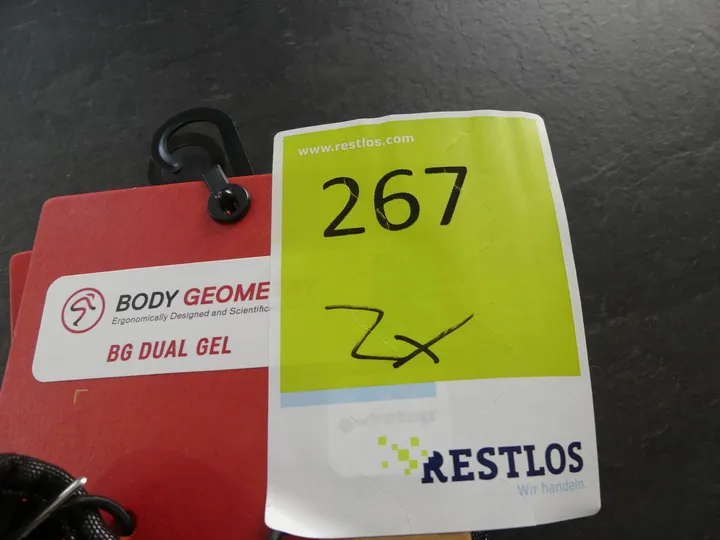 www.restlos.com
267
2x
BODY GEOME
Ergonomically Designed and Scientific
BG DUAL GEL
RESTLOS
Wir handeln.